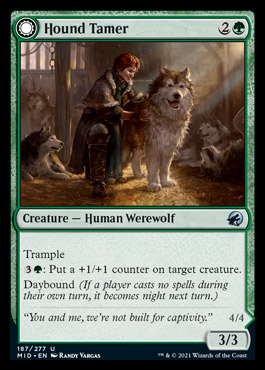 Hound Tamer 2
Creature — Human Werewolf
Trample
3: Put a +1/+1 counter on target creature.
Daybound (If a player casts no spells during
their own turn, it becomes night next turn.)
“You and me, we’re not built for captivity.” 4/4
3/3
187/277 U
MID • EN RANDY VARGAS ™ & © 2021 Wizards of the Coast